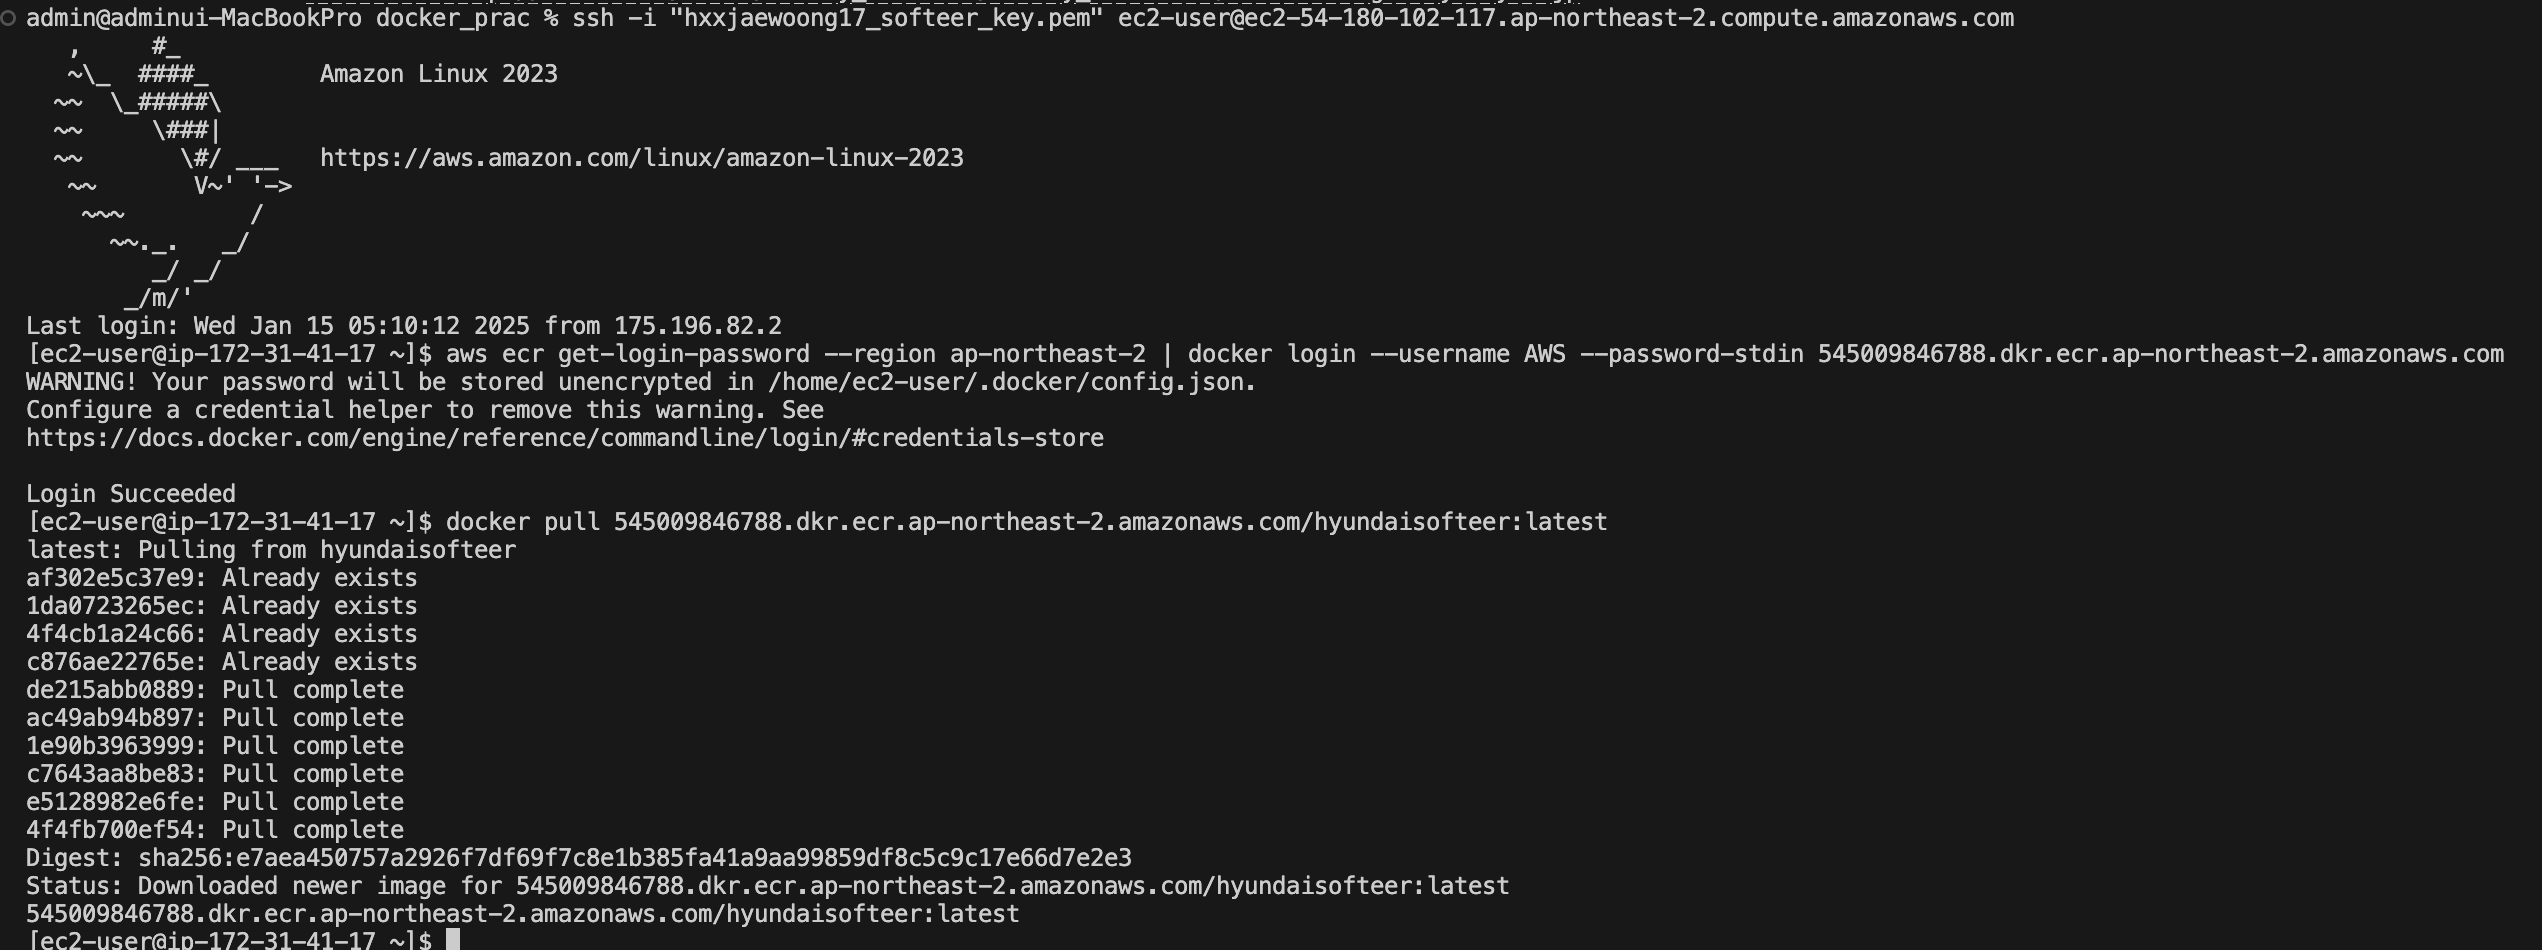 admin@adminui-MacBookPro docker_prac % ssh -i "hxxjaewoong17_softeer_key.pem" ec2-user@ec2-54-180-102-117.ap-northeast-2.compute.amazonaws.com
   ,     #_
   ~\_  ####_        Amazon Linux 2023
  ~~  \_#####\
  ~~     \###|
  ~~       \#/ ___   https://aws.amazon.com/linux/amazon-linux-2023
   ~~       V~' '->
    ~~~         /
      ~~._.   _/
         _/ _/
       _/m/'
Last login: Wed Jan 15 05:10:12 2025 from 175.196.82.2
[ec2-user@ip-172-31-41-17 ~]$ aws ecr get-login-password --region ap-northeast-2 | docker login --username AWS --password-stdin 545009846788.dkr.ecr.ap-northeast-2.amazonaws.com
WARNING! Your password will be stored unencrypted in /home/ec2-user/.docker/config.json.
Configure a credential helper to remove this warning. See
https://docs.docker.com/engine/reference/commandline/login/#credentials-store

Login Succeeded
[ec2-user@ip-172-31-41-17 ~]$ docker pull 545009846788.dkr.ecr.ap-northeast-2.amazonaws.com/hyundaisofteer:latest
latest: Pulling from hyundaisofteer
af302e5c37e9: Already exists
1da0723265ec: Already exists
4f4cb1a24c66: Already exists
c876ae22765e: Already exists
de215abb0889: Pull complete
ac49ab94b897: Pull complete
1e90b3963999: Pull complete
c7643aa8be83: Pull complete
e5128982e6fe: Pull complete
4f4fb700ef54: Pull complete
Digest: sha256:e7aea450757a2926f7df69f7c8e1b385fa41a9aa99859df8c5c9c17e66d7e2e3
Status: Downloaded newer image for 545009846788.dkr.ecr.ap-northeast-2.amazonaws.com/hyundaisofteer:latest
545009846788.dkr.ecr.ap-northeast-2.amazonaws.com/hyundaisofteer:latest
[ec2-user@ip-172-31-41-17 ~]$